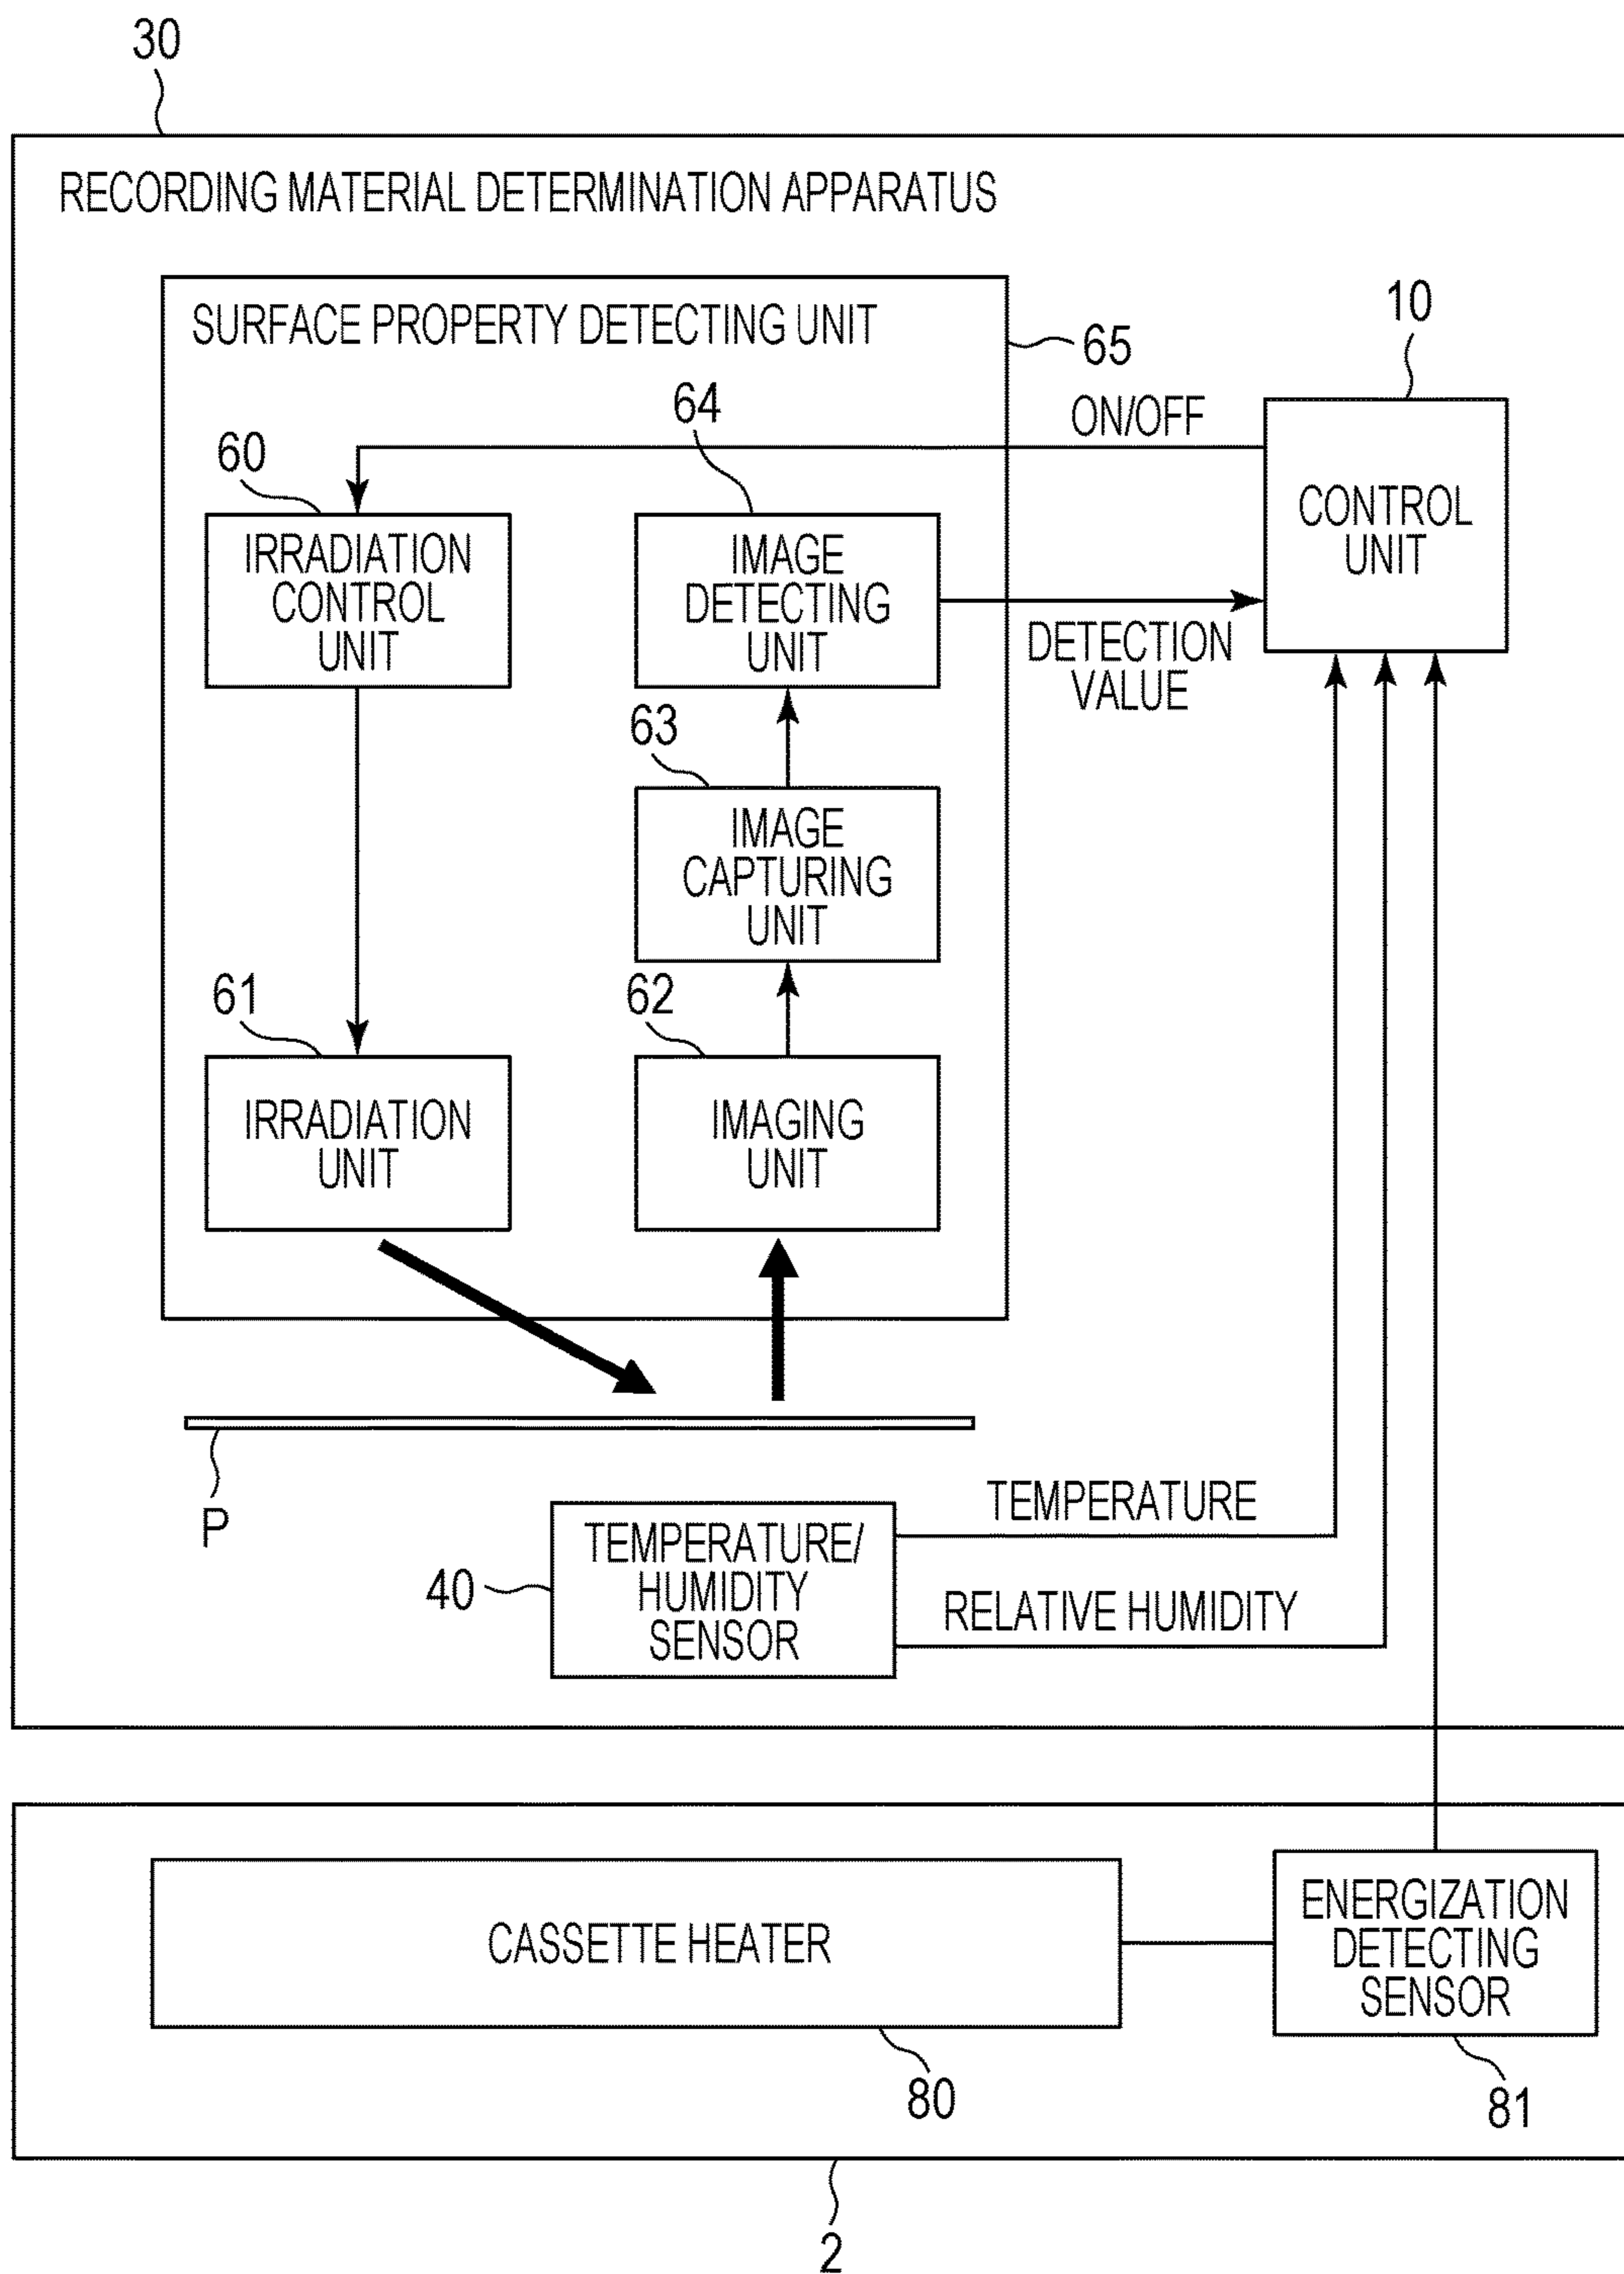 30
RECORDING MATERIAL DETERMINATION APPARATUS
SURFACE PROPERTY DETECTING UNIT
65
10
ON/OFF
CONTROL
UNIT
60
IRRADIATION
CONTROL
UNIT
64
IMAGE
DETECTING
UNIT
DETECTION
VALUE
63
IMAGE
CAPTURING
UNIT
61
IRRADIATION
UNIT
62
IMAGING
UNIT
P
40
TEMPERATURE/
HUMIDITY
SENSOR
TEMPERATURE
RELATIVE HUMIDITY
CASSETTE HEATER
80
ENERGIZATION
DETECTING
SENSOR
81
2